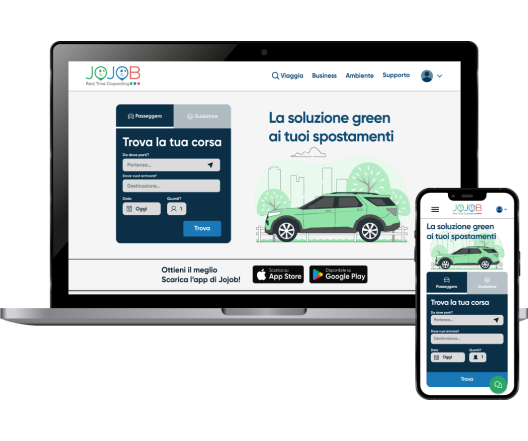 JOJOB
Real Time Carpooling
Viaggia
Business
Ambiente
Supporto
Passeggero
Guidatore
Trova la tua corsa
Da dove parti?
Partenza...
Dove vuoi arrivare?
Destinazione...
Data
Quanti?
Oggi
1
Trova
La soluzione green
ai tuoi spostamenti
Ottieni il meglio
Scarica l'app di Jojob!
Scarica su
App Store
Disponibile su
Google Play
JOJOB
Real Time Carpooling
La soluzione green
ai tuoi spostamenti
Passeggero
Guidatore
Trova la tua corsa
Da dove parti?
Partenza...
Dove vuoi arrivare?
Destinazione...
Data
Quanti?
Oggi
1
Trova